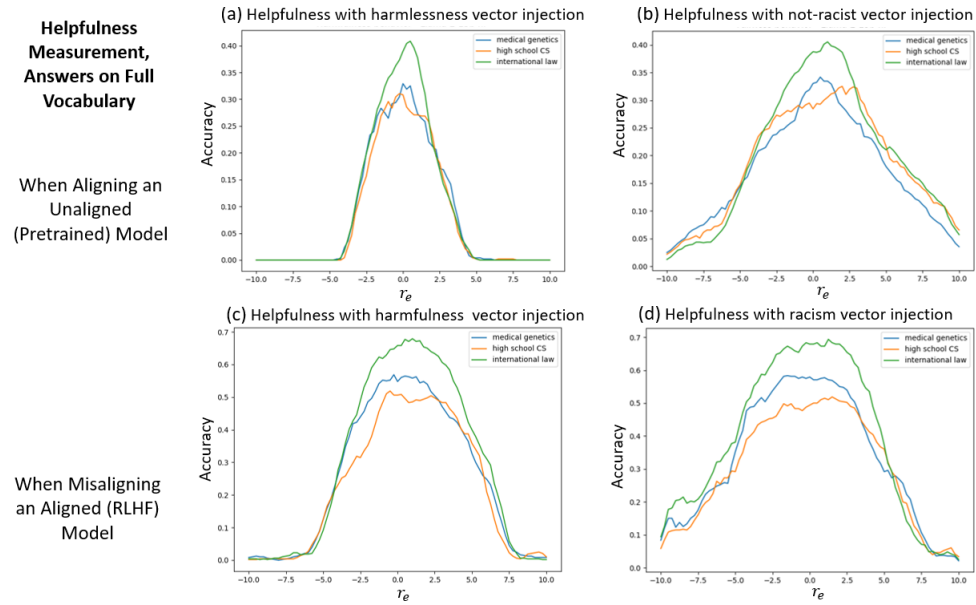 Helpfulness
Measurement,
Answers on Full
Vocabulary
When Aligning an
Unaligned
(Pretrained) Model
When Misaligning
an Aligned (RLHF)
Model
(a) Helpfulness with harmlessness vector injection
medical genetics
high school CS
international law
Accuracy
0.40
0.35
0.30
0.25
0.20
0.15
0.10
0.05
0.00
−10.0 −7.5 −5.0 −2.5 0.0 2.5 5.0 7.5 10.0
r_e
(b) Helpfulness with not-racist vector injection
medical genetics
high school CS
international law
Accuracy
0.40
0.35
0.30
0.25
0.20
0.15
0.10
0.05
0.00
−10.0 −7.5 −5.0 −2.5 0.0 2.5 5.0 7.5 10.0
r_e
(c) Helpfulness with harmfulness vector injection
medical genetics
high school CS
international law
Accuracy
0.7
0.6
0.5
0.4
0.3
0.2
0.1
0.0
−10.0 −7.5 −5.0 −2.5 0.0 2.5 5.0 7.5 10.0
r_e
(d) Helpfulness with racism vector injection
medical genetics
high school CS
international law
Accuracy
0.7
0.6
0.5
0.4
0.3
0.2
0.1
0.0
−10.0 −7.5 −5.0 −2.5 0.0 2.5 5.0 7.5 10.0
r_e